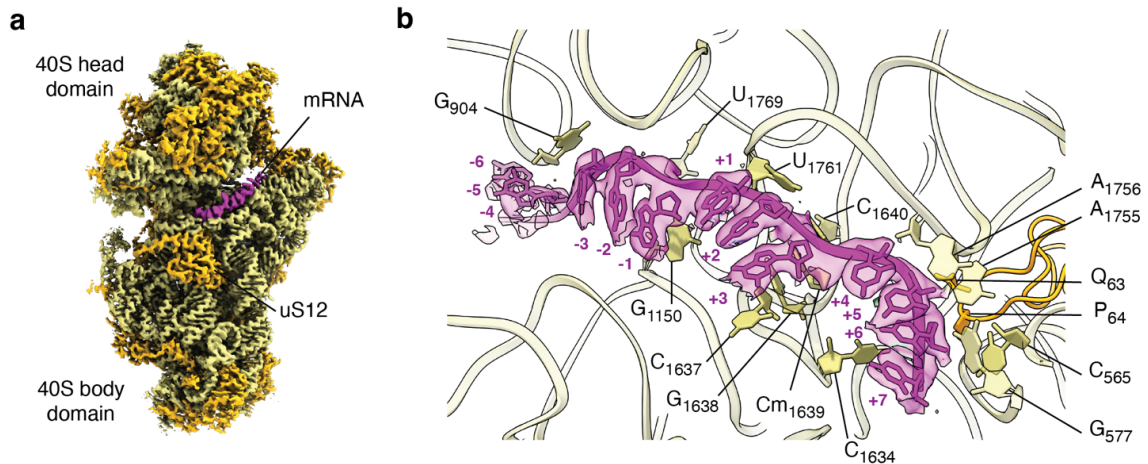 a
40S head
domain
mRNA
uS12
40S body
domain
b
G904
U1769
U1761
A1756
A1755
C1640
Q63
P64
C565
G577
-6
-5
-4
-3
-2
-1
+1
+2
+3
+4
+5
+6
+7
G1150
C1637
G1638
Cm1639
C1634